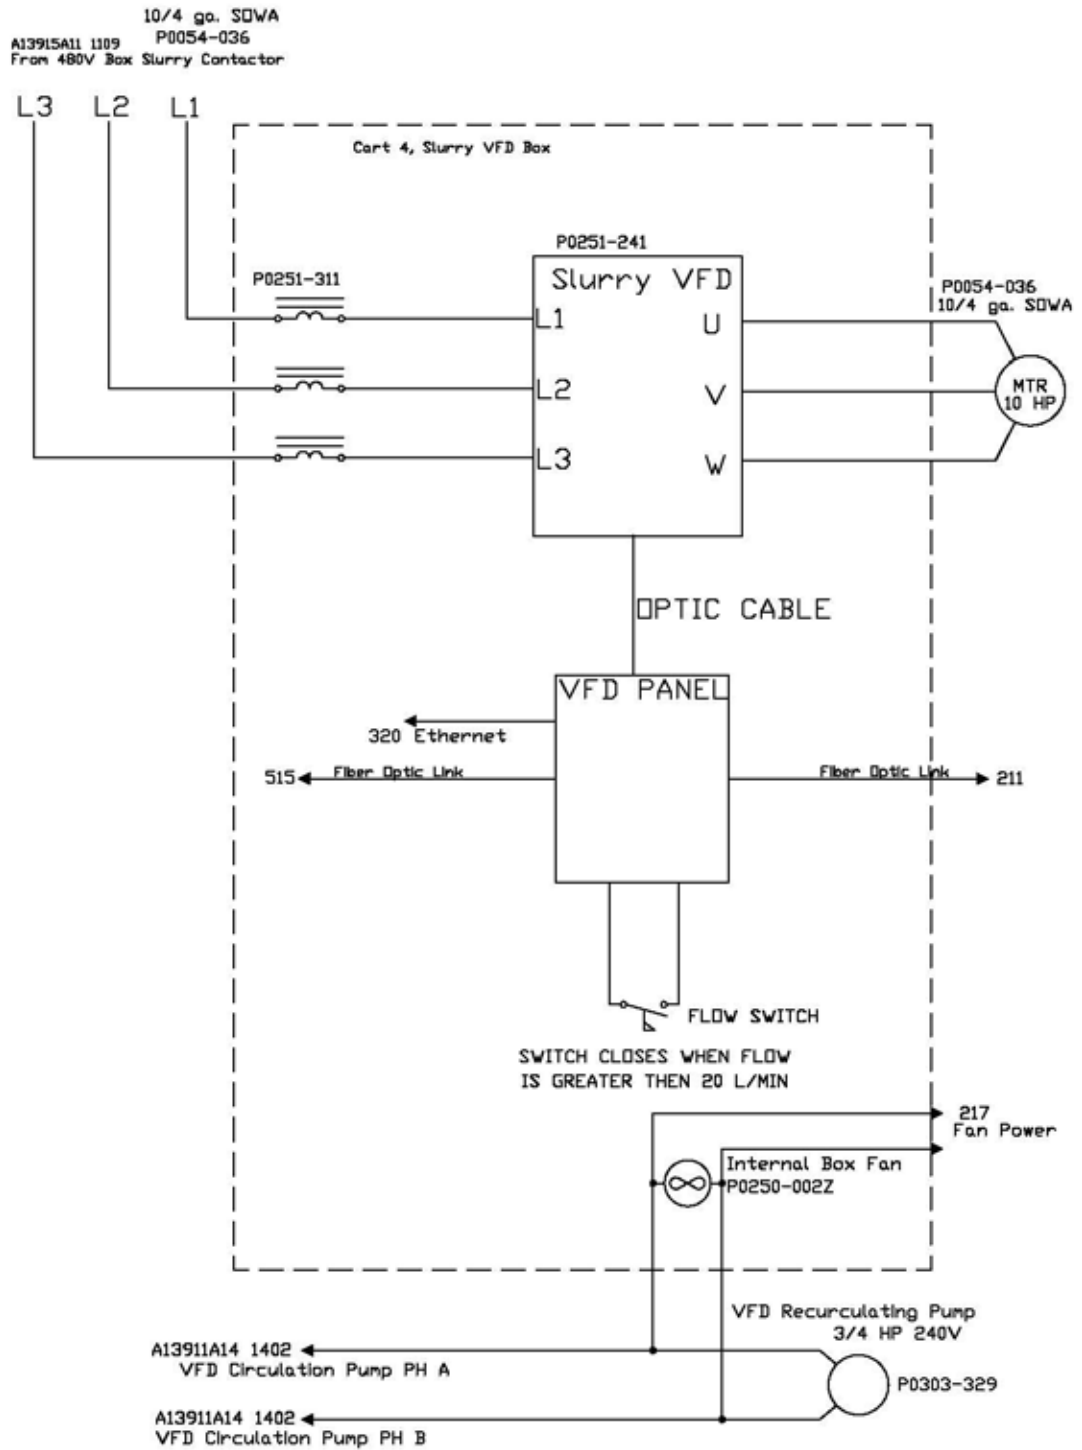 10/4 ga. SOWA
P0054-036
A13915A11 1109
From 480V Box Slurry Contactor
L3 L2 L1
Cart 4, Slurry VFD Box
P0251-241
P0251-311
Slurry VFD
P0054-036
10/4 ga. SOWA
L1 U
L2 V
MTR
10 HP
L3 W
OPTIC CABLE
VFD PANEL
320 Ethernet
515 Fiber Optic Link
Fiber Optic Link 211
FLOW SWITCH
SWITCH CLOSES WHEN FLOW
IS GREATER THEN 20 L/MIN
217
Fan Power
Internal Box Fan
P0250-002Z
VFD Recurculating Pump
3/4 HP 240V
A13911A14 1402
VFD Circulation Pump PH A
P0303-329
A13911A14 1402
VFD Circulation Pump PH B